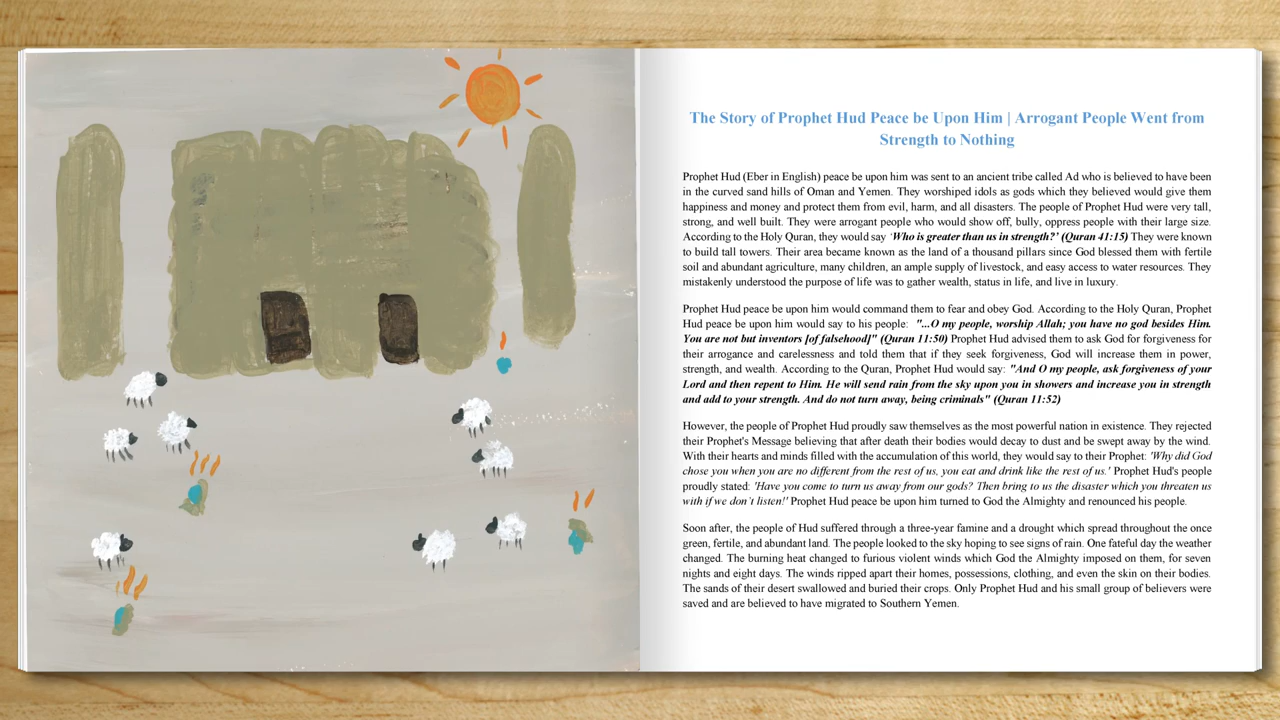 The Story of Prophet Hud Peace be Upon Him | Arrogant People Went from
Strength to Nothing
Prophet Hud (Eber in English) peace be upon him was sent to an ancient tribe called Ad who is believed to have been
in the curved sand hills of Oman and Yemen. They worshiped idols as gods which they believed would give them
happiness and money and protect them from evil, harm, and all disasters. The people of Prophet Hud were very tall,
strong, and well built. They were arrogant people who would show off, bully, oppress people with their large size.
According to the Holy Quran, they would say 'Who is greater than us in strength?' (Quran 41:15) They were known
to build tall towers. Their area became known as the land of a thousand pillars since God blessed them with fertile
soil and abundant agriculture, many children, an ample supply of livestock, and easy access to water resources. They
mistakenly understood the purpose of life was to gather wealth, status in life, and live in luxury.
Prophet Hud peace be upon him would command them to fear and obey God. According to the Holy Quran, Prophet
Hud peace be upon him would say to his people: "...O my people, worship Allah; you have no god besides Him.
You are not but inventors [of falsehood]" (Quran 11:50) Prophet Hud advised them to ask God for forgiveness for
their arrogance and carelessness and told them that if they seek forgiveness, God will increase them in power,
strength, and wealth. According to the Quran, Prophet Hud would say: "And O my people, ask forgiveness of your
Lord and then repent to Him. He will send rain from the sky upon you in showers and increase you in strength
and add to your strength. And do not turn away, being criminals" (Quran 11:52)
However, the people of Prophet Hud proudly saw themselves as the most powerful nation in existence. They rejected
their Prophet's Message believing that after death their bodies would decay to dust and be swept away by the wind.
With their hearts and minds filled with the accumulation of this world, they would say to their Prophet: 'Why did God
chose you when you are no different from the rest of us, you eat and drink like the rest of us.' Prophet Hud's people
proudly stated: 'Have you come to turn us away from our gods? Then bring to us the disaster which you threaten us
with if we don't listen!' Prophet Hud peace be upon him turned to God the Almighty and renounced his people.
Soon after, the people of Hud suffered through a three-year famine and a drought which spread throughout the once
green, fertile, and abundant land. The people looked to the sky hoping to see signs of rain. One fateful day the weather
changed. The burning heat changed to furious violent winds which God the Almighty imposed on them, for seven
nights and eight days. The winds ripped apart their homes, possessions, clothing, and even the skin on their bodies.
The sands of their desert swallowed and buried their crops. Only Prophet Hud and his small group of believers were
saved and are believed to have migrated to Southern Yemen.